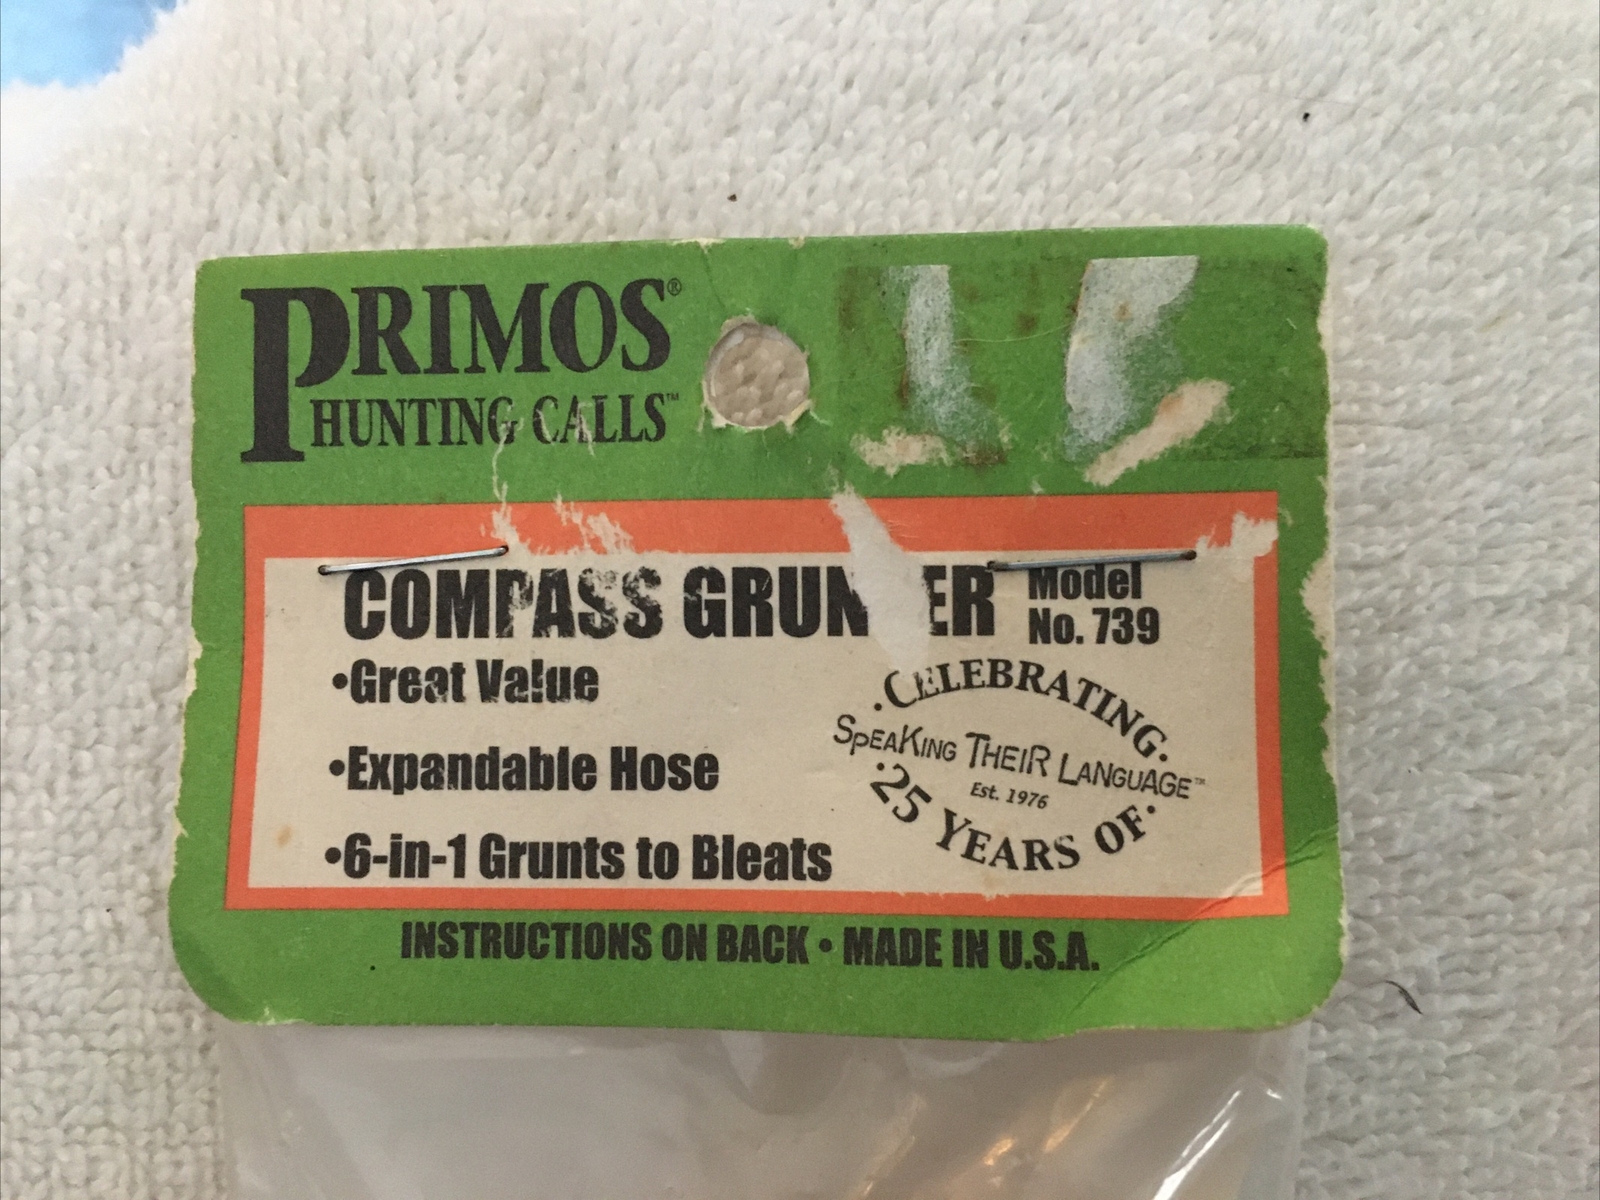 PRIMOS®
HUNTING CALLS™
COMPASS GRUN ER
Model
No. 739
•Great Value
•Expandable Hose
•6-in-1 Grunts to Bleats
•CELEBRATING•
SPEAKING THEIR LANGUAGE™
Est. 1976
•25 YEARS OF•
INSTRUCTIONS ON BACK • MADE IN U.S.A.